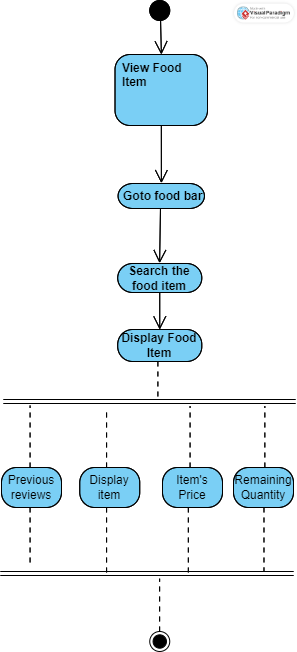 VisualParadigm
View Food
Item
Goto food bar
Search the
food item
Display Food
Item
Previous
reviews
Display
item
Item's
Price
Remaining
Quantity